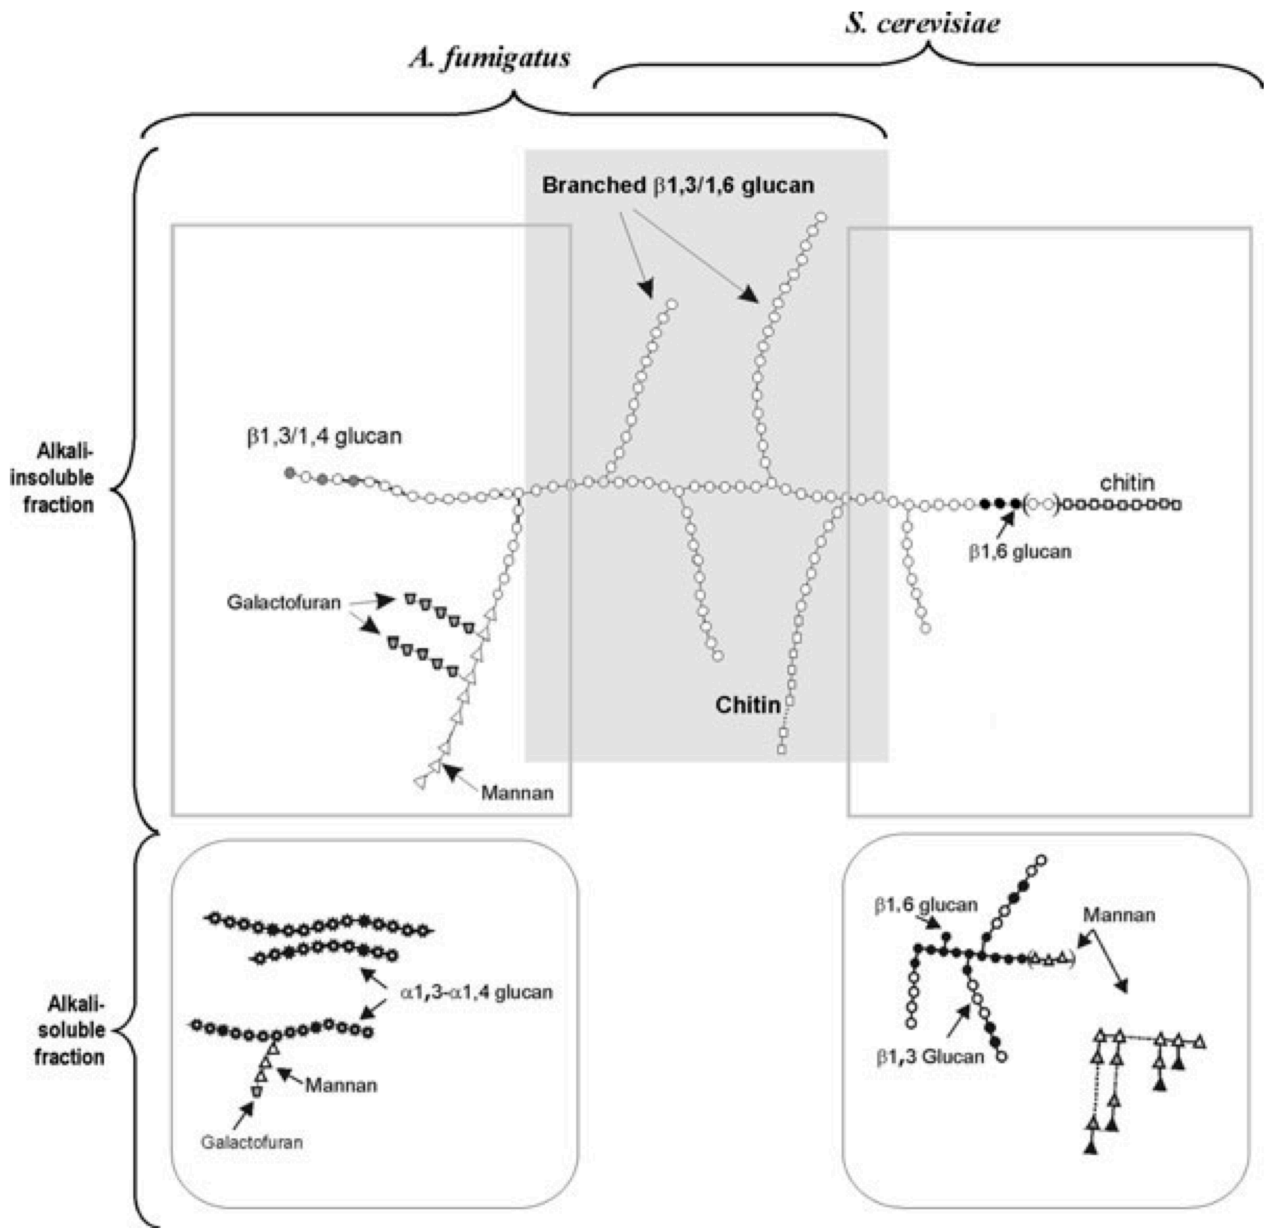 S. cerevisiae
A. fumigatus
Branched β1,3/1,6 glucan
β1,3/1,4 glucan
Alkali-
insoluble
fraction
chitin
β1,6 glucan
Galactofuran
Chitin
Mannan
β1,6 glucan
Mannan
α1,3-α1,4 glucan
Alkali-
soluble
fraction
β1,3 Glucan
Mannan
Galactofuran